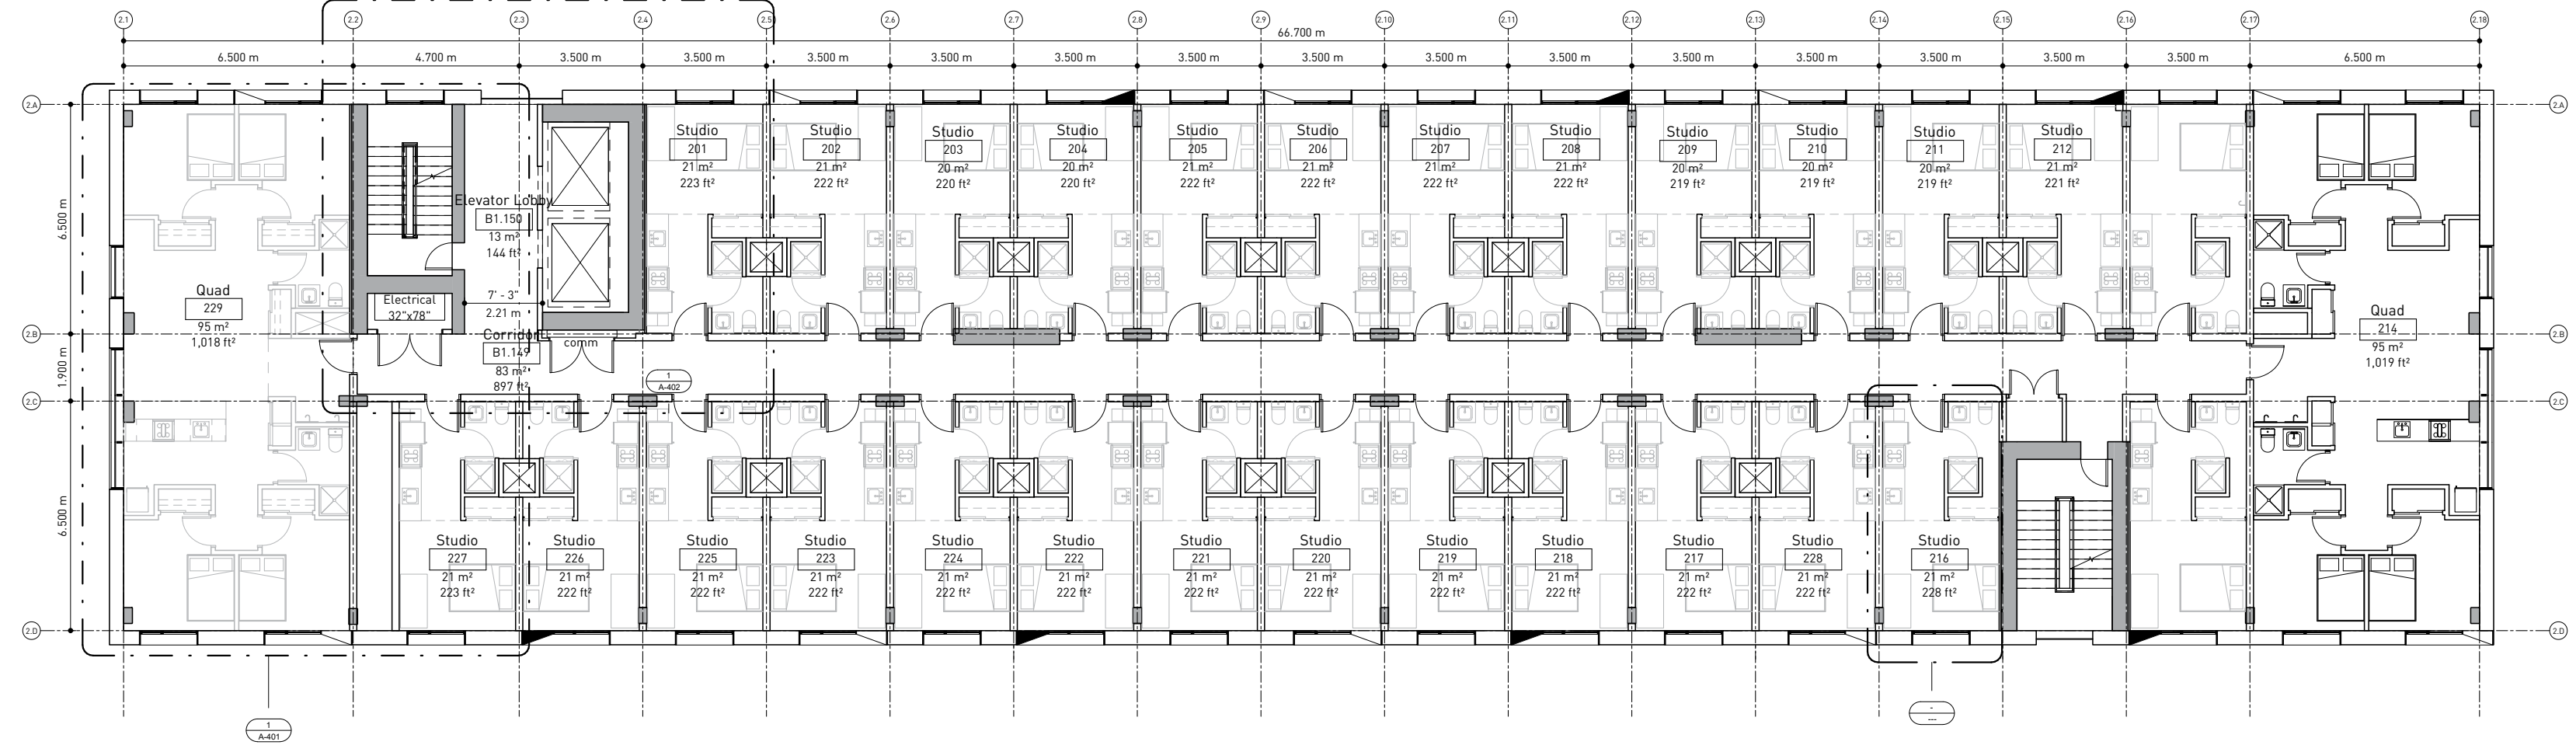 2.1 2.2 2.3 2.4 2.5 2.6 2.7 2.8 2.9 2.10 2.11 2.12 2.13 2.14 2.15 2.16 2.17 2.18
66.700 m
6.500 m 4.700 m 3.500 m 3.500 m 3.500 m 3.500 m 3.500 m 3.500 m 3.500 m 3.500 m 3.500 m 3.500 m 3.500 m 3.500 m 3.500 m 3.500 m 6.500 m
2.A 2.A
Studio
201
21 m²
223 ft²
Studio
202
21 m²
222 ft²
Studio
203
20 m²
220 ft²
Studio
204
20 m²
220 ft²
Studio
205
21 m²
222 ft²
Studio
206
21 m²
222 ft²
Studio
207
21 m²
222 ft²
Studio
208
21 m²
222 ft²
Studio
209
20 m²
219 ft²
Studio
210
20 m²
219 ft²
Studio
211
20 m²
219 ft²
Studio
212
21 m²
221 ft²
6.500 m
Elevator Lobby
B1.150
13 m²
144 ft²
Quad
229
95 m²
1,018 ft²
Electrical
32"x78"
7' - 3"
2.21 m
Quad
214
95 m²
1,019 ft²
2.B 2.B
Corridor
B1.149
83 m²
897 ft²
comm
1.900 m
1
A-402
2.C 2.C
6.500 m
Studio
227
21 m²
223 ft²
Studio
226
21 m²
222 ft²
Studio
225
21 m²
222 ft²
Studio
223
21 m²
222 ft²
Studio
224
21 m²
222 ft²
Studio
222
21 m²
222 ft²
Studio
221
21 m²
222 ft²
Studio
220
21 m²
222 ft²
Studio
219
21 m²
222 ft²
Studio
218
21 m²
222 ft²
Studio
217
21 m²
222 ft²
Studio
228
21 m²
222 ft²
Studio
216
21 m²
228 ft²
2.D 2.D
1
A-401
-
---